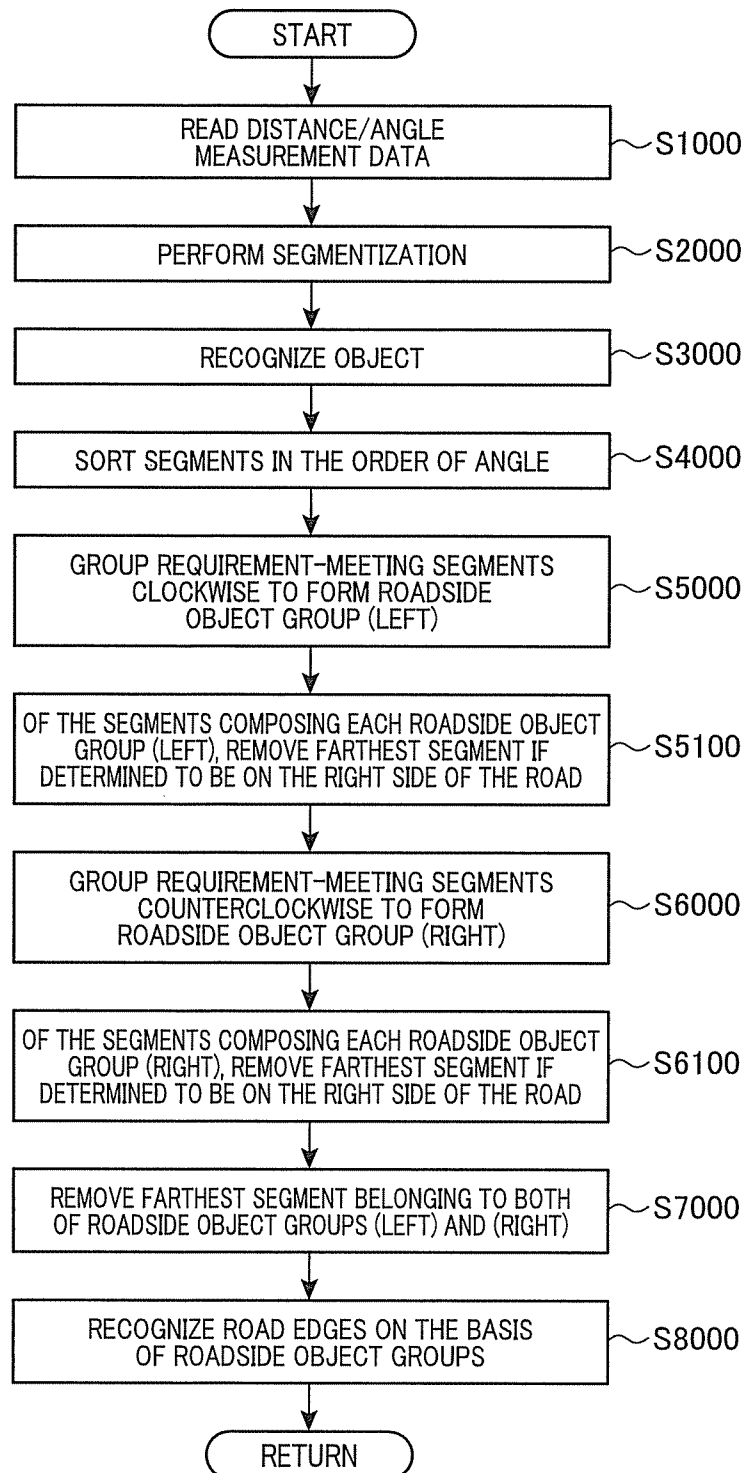 START
READ DISTANCE/ANGLE
MEASUREMENT DATA
S1000
PERFORM SEGMENTIZATION
S2000
RECOGNIZE OBJECT
S3000
SORT SEGMENTS IN THE ORDER OF ANGLE
S4000
GROUP REQUIREMENT-MEETING SEGMENTS
CLOCKWISE TO FORM ROADSIDE
OBJECT GROUP (LEFT)
S5000
OF THE SEGMENTS COMPOSING EACH ROADSIDE OBJECT
GROUP (LEFT), REMOVE FARTHEST SEGMENT IF
DETERMINED TO BE ON THE RIGHT SIDE OF THE ROAD
S5100
GROUP REQUIREMENT-MEETING SEGMENTS
COUNTERCLOCKWISE TO FORM
ROADSIDE OBJECT GROUP (RIGHT)
S6000
OF THE SEGMENTS COMPOSING EACH ROADSIDE OBJECT
GROUP (RIGHT), REMOVE FARTHEST SEGMENT IF
DETERMINED TO BE ON THE RIGHT SIDE OF THE ROAD
S6100
REMOVE FARTHEST SEGMENT BELONGING TO BOTH
OF ROADSIDE OBJECT GROUPS (LEFT) AND (RIGHT)
S7000
RECOGNIZE ROAD EDGES ON THE BASIS
OF ROADSIDE OBJECT GROUPS
S8000
RETURN